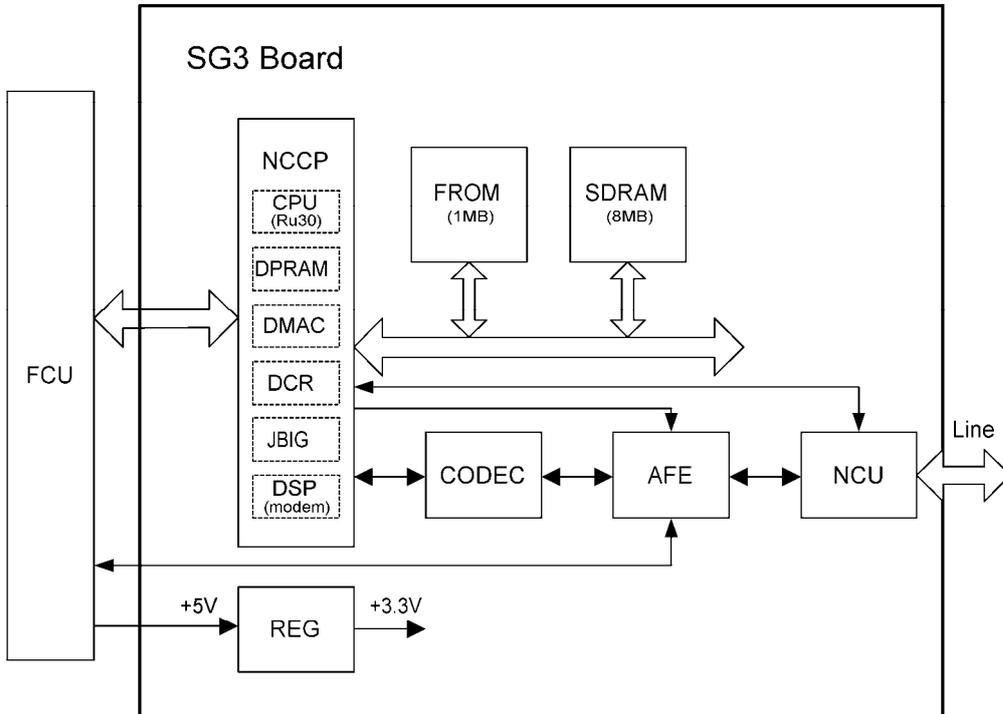 SG3 Board
FCU
NCCP
CPU
(Ru30)
DPRAM
DMAC
DCR
JBIG
DSP
(modem)
FROM
(1MB)
SDRAM
(8MB)
CODEC
AFE
NCU
Line
+5V
REG
+3.3V